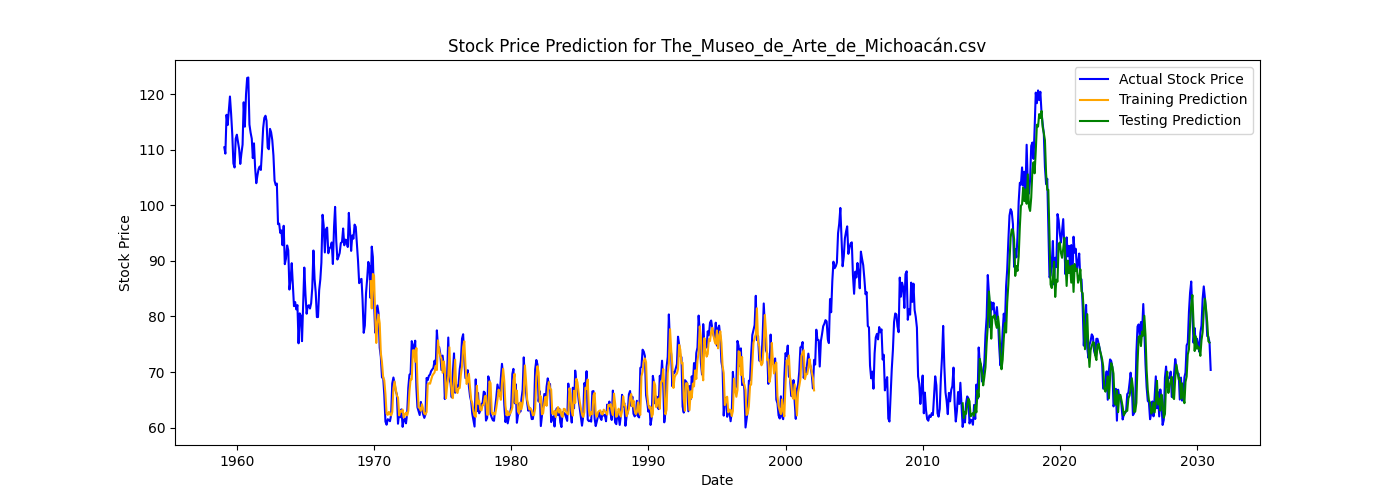 Stock Price Prediction for The_Museo_de_Arte_de_Michoacán.csv
Actual Stock Price
Training Prediction
Testing Prediction
Stock Price
120
110
100
90
80
70
60
1960
1970
1980
1990
2000
2010
2020
2030
Date